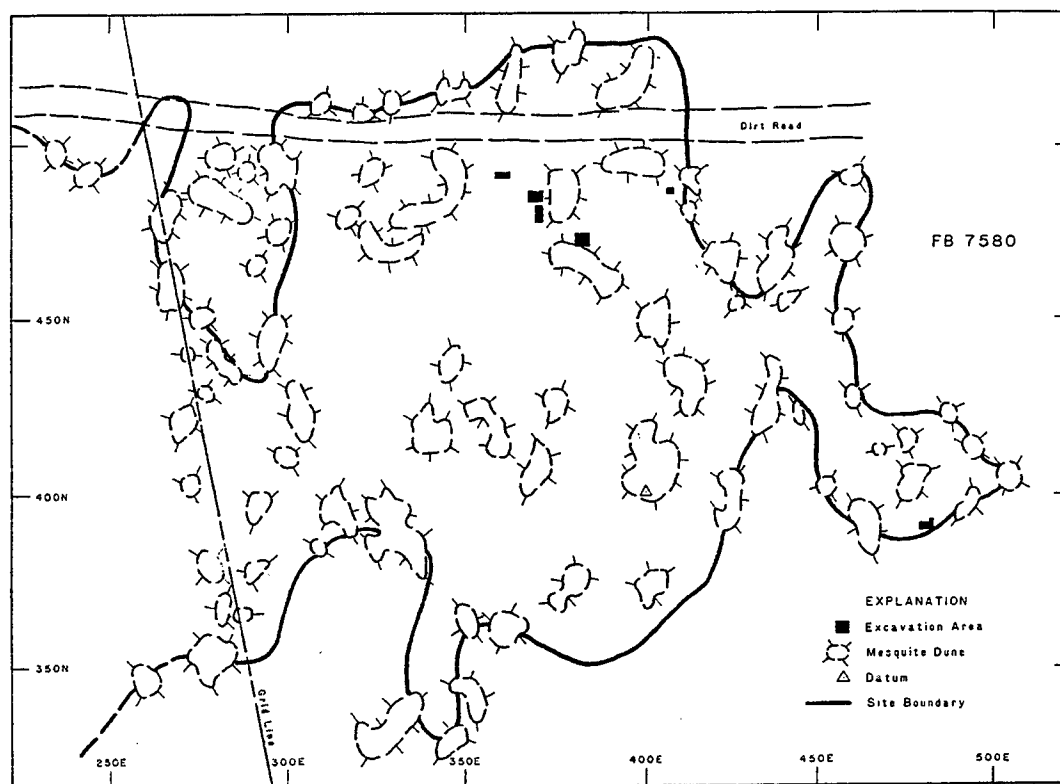 Dirt Road
FB 7580
450N
400N
EXPLANATION
Excavation Area
Mesquite Dune
350N
Datum
Site Boundary
Grid Line
250E 300E 350E 400E 450E 500E